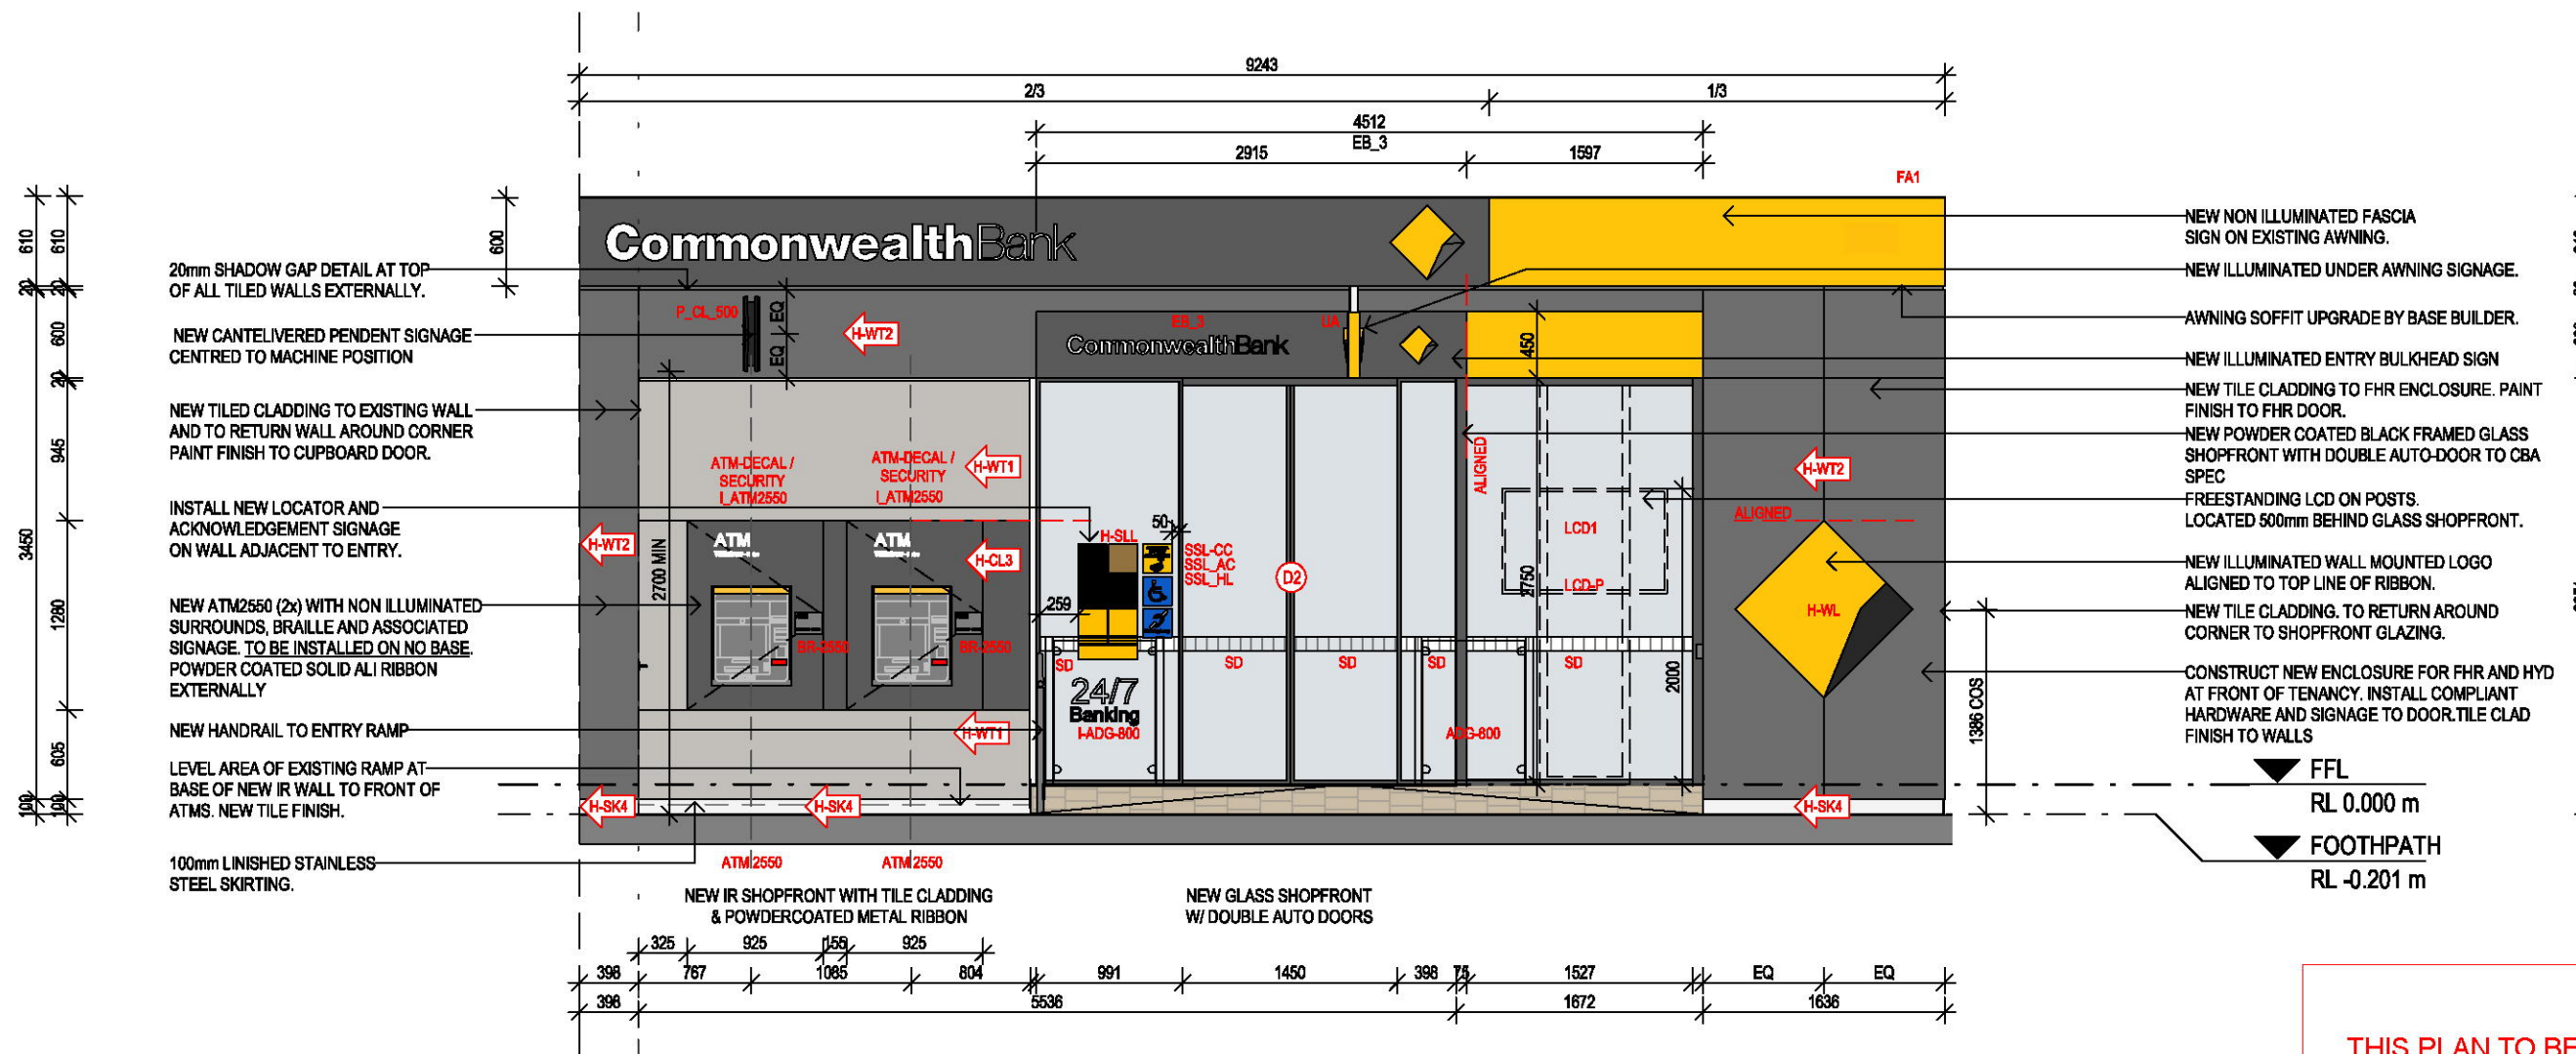 9243
2/3
1/3
4512
EB_3
2915
1597
FA1
610
610
600
20
20
600
20
945
3450
1280
605
100
100
CommonwealthBank
20mm SHADOW GAP DETAIL AT TOP
OF ALL TILED WALLS EXTERNALLY.
NEW CANTELIVERED PENDENT SIGNAGE
CENTRED TO MACHINE POSITION
NEW TILED CLADDING TO EXISTING WALL
AND TO RETURN WALL AROUND CORNER
PAINT FINISH TO CUPBOARD DOOR.
INSTALL NEW LOCATOR AND
ACKNOWLEDGEMENT SIGNAGE
ON WALL ADJACENT TO ENTRY.
NEW ATM2550 (2x) WITH NON ILLUMINATED
SURROUNDS, BRAILLE AND ASSOCIATED
SIGNAGE. TO BE INSTALLED ON NO BASE.
POWDER COATED SOLID ALI RIBBON
EXTERNALLY
NEW HANDRAIL TO ENTRY RAMP
LEVEL AREA OF EXISTING RAMP AT
BASE OF NEW IR WALL TO FRONT OF
ATMS. NEW TILE FINISH.
100mm LINISHED STAINLESS
STEEL SKIRTING.
P_CL_500
EQ
EQ
H-WT2
EB_3
UA
CommonwealthBank
450
ATM-DECAL /
SECURITY
I_ATM2550
ATM-DECAL /
SECURITY
I_ATM2550
H-WT1
ALIGNED
H-WT2
ALIGNED
H-WT2
2700 MIN
ATM
ATM
H-CL3
50
H-SLL
SSL-CC
SSL_AC
SSL_HL
D2
259
LCD1
LCD-P
2750
H-WL
BR-2550
BR-2550
SD
SD
SD
SD
SD
2000
24/7
Banking
I-ADG-800
ADG-800
H-WT1
1386 COS
H-SK4
H-SK4
H-SK4
ATM2550
ATM2550
NEW IR SHOPFRONT WITH TILE CLADDING
& POWDERCOATED METAL RIBBON
NEW GLASS SHOPFRONT
W/ DOUBLE AUTO DOORS
325
925
155
925
398
767
1085
804
991
1450
398
75
1527
EQ
EQ
398
5536
1672
1636
NEW NON ILLUMINATED FASCIA
SIGN ON EXISTING AWNING.
NEW ILLUMINATED UNDER AWNING SIGNAGE.
AWNING SOFFIT UPGRADE BY BASE BUILDER.
NEW ILLUMINATED ENTRY BULKHEAD SIGN
NEW TILE CLADDING TO FHR ENCLOSURE. PAINT
FINISH TO FHR DOOR.
NEW POWDER COATED BLACK FRAMED GLASS
SHOPFRONT WITH DOUBLE AUTO-DOOR TO CBA
SPEC
FREESTANDING LCD ON POSTS.
LOCATED 500mm BEHIND GLASS SHOPFRONT.
NEW ILLUMINATED WALL MOUNTED LOGO
ALIGNED TO TOP LINE OF RIBBON.
NEW TILE CLADDING. TO RETURN AROUND
CORNER TO SHOPFRONT GLAZING.
CONSTRUCT NEW ENCLOSURE FOR FHR AND HYD
AT FRONT OF TENANCY. INSTALL COMPLIANT
HARDWARE AND SIGNAGE TO DOOR.TILE CLAD
FINISH TO WALLS
FFL
RL 0.000 m
FOOTHPATH
RL -0.201 m
THIS PLAN TO BE